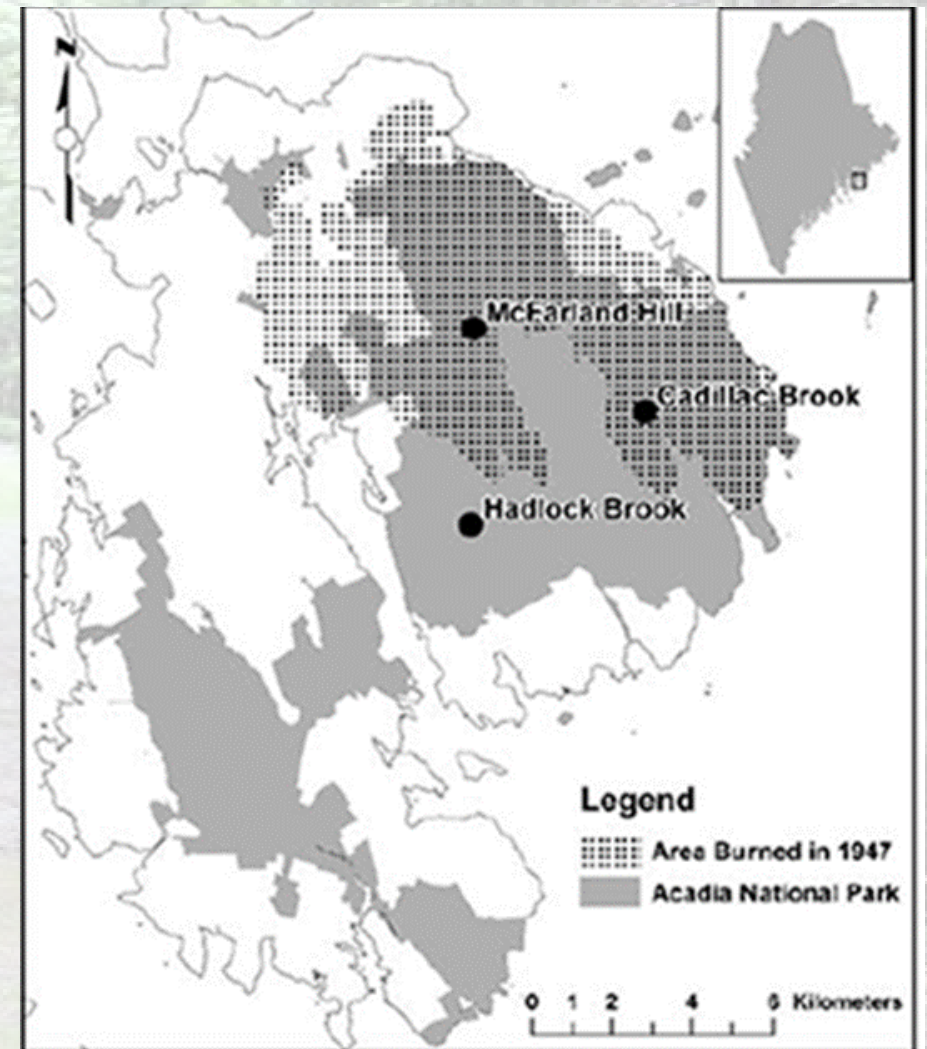 N
McFarland Hill
Cadillac Brook
Hadlock Brook
Legend
Area Burned in 1947
Acadia National Park
0 1 2 4 6 Kilometers